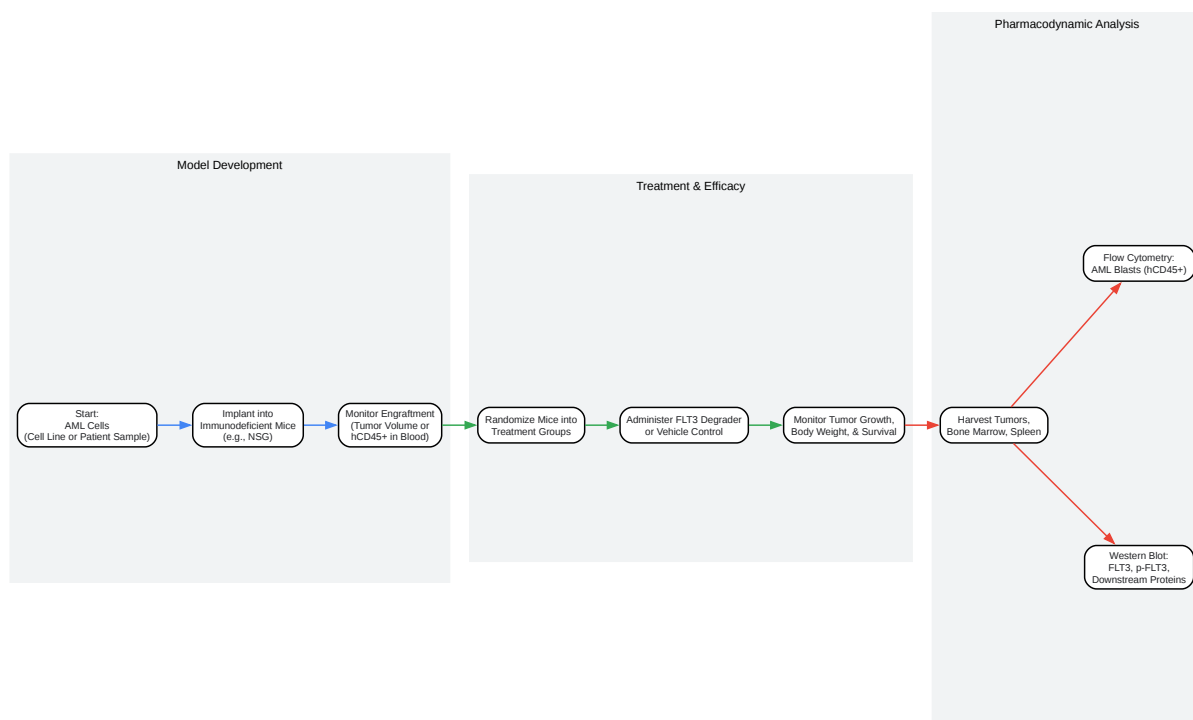 Model Development
Start:
AML Cells
(Cell Line or Patient Sample)
Implant into
Immunodeficient Mice
(e.g., NSG)
Monitor Engraftment
(Tumor Volume or
hCD45+ in Blood)
Treatment & Efficacy
Randomize Mice into
Treatment Groups
Administer FLT3 Degrader
or Vehicle Control
Monitor Tumor Growth,
Body Weight, & Survival
Pharmacodynamic Analysis
Harvest Tumors,
Bone Marrow, Spleen
Flow Cytometry:
AML Blasts (hCD45+)
Western Blot:
FLT3, p-FLT3,
Downstream Proteins